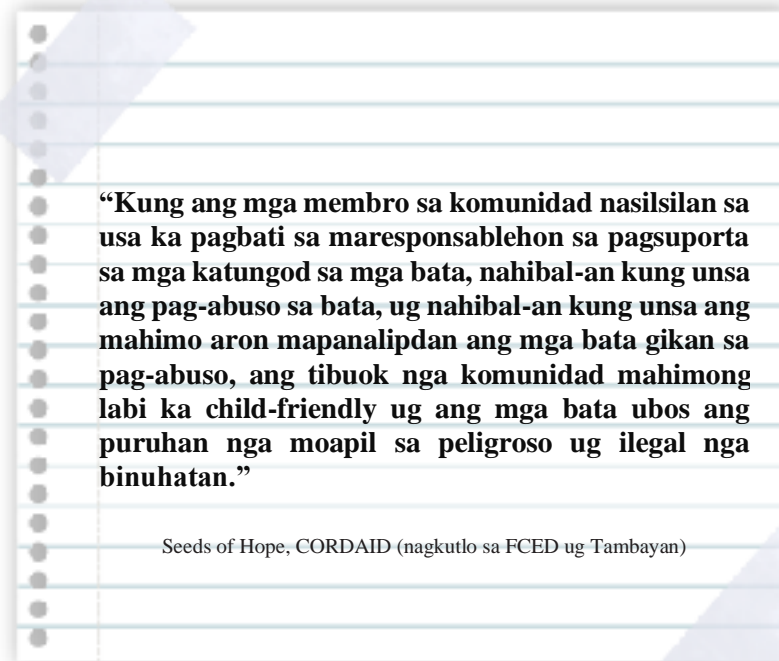 “Kung ang mga membro sa komunidad nasilsilan sa
usa ka pagbati sa maresponsablehon sa pagsuporta
sa mga katungod sa mga bata, nahibal-an kung unsa
ang pag-abuso sa bata, ug nahibal-an kung unsa ang
mahimo aron mapanalipdan ang mga bata gikan sa
pag-abuso, ang tibuok nga komunidad mahimong
labi ka child-friendly ug ang mga bata ubos ang
puruhan nga moapil sa peligroso ug ilegal nga
binuhatan.”
Seeds of Hope, CORDAID (nagkutlo sa FCED ug Tambayan)